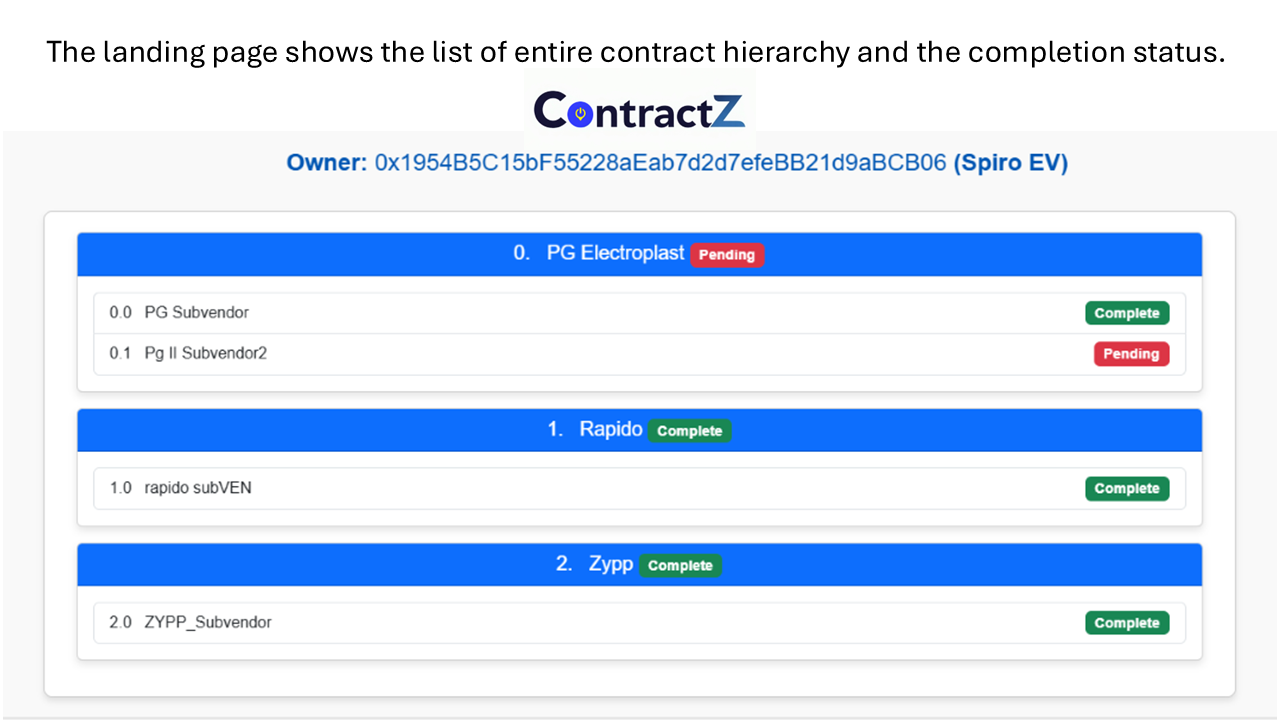 The landing page shows the list of entire contract hierarchy and the completion status.
ContractZ
Owner: 0x1954B5C15bF55228aEab7d2d7efeBB21d9aBCB06 (Spiro EV)
0. PG Electroplast Pending
0.0 PG Subvendor Complete
0.1 Pg II Subvendor2 Pending
1. Rapido Complete
1.0 rapido subVEN Complete
2. Zypp Complete
2.0 ZYPP_Subvendor Complete